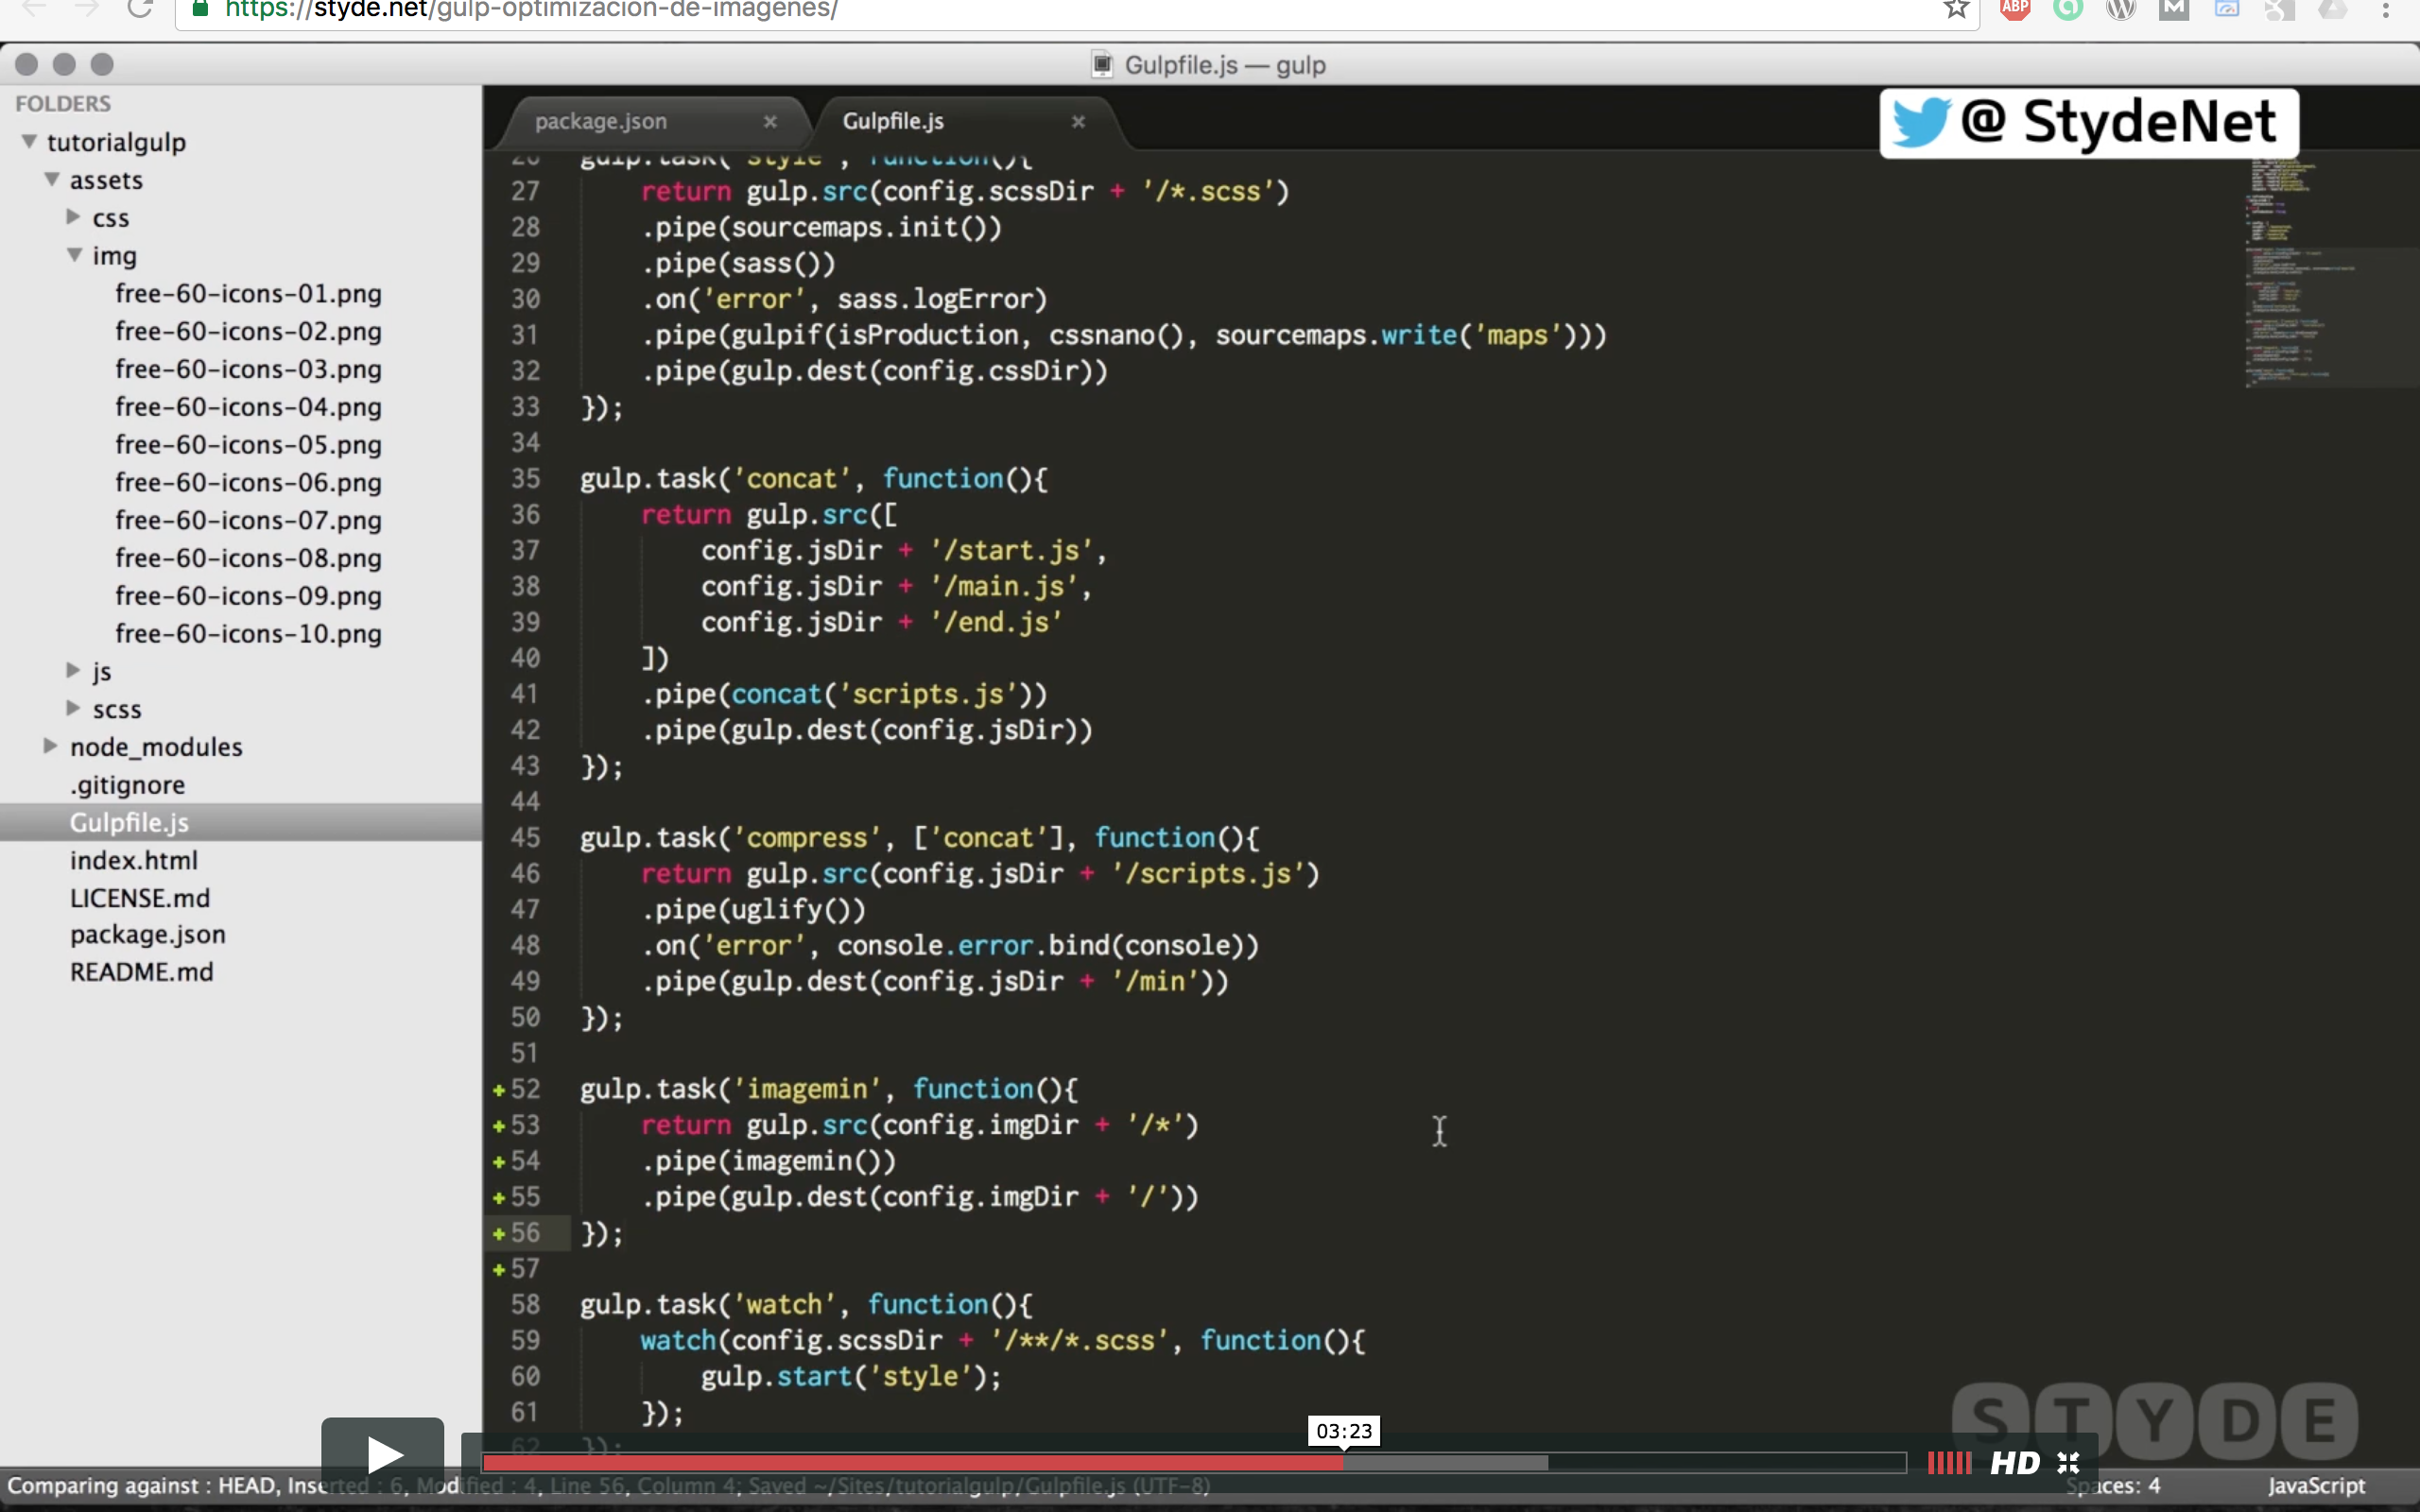 https://styde.net/gulp-optimizacion-de-imagenes/
ABP
Gulpfile.js — gulp
FOLDERS
tutorialgulp
assets
css
img
free-60-icons-01.png
free-60-icons-02.png
free-60-icons-03.png
free-60-icons-04.png
free-60-icons-05.png
free-60-icons-06.png
free-60-icons-07.png
free-60-icons-08.png
free-60-icons-09.png
free-60-icons-10.png
js
scss
node_modules
.gitignore
Gulpfile.js
index.html
LICENSE.md
package.json
README.md
package.json ×
Gulpfile.js ×
@ StydeNet
26 gulp.task('style', function(){
27 return gulp.src(config.scssDir + '/*.scss')
28 .pipe(sourcemaps.init())
29 .pipe(sass())
30 .on('error', sass.logError)
31 .pipe(gulpif(isProduction, cssnano(), sourcemaps.write('maps')))
32 .pipe(gulp.dest(config.cssDir))
33 });
34
35 gulp.task('concat', function(){
36 return gulp.src([
37 config.jsDir + '/start.js',
38 config.jsDir + '/main.js',
39 config.jsDir + '/end.js'
40 ])
41 .pipe(concat('scripts.js'))
42 .pipe(gulp.dest(config.jsDir))
43 });
44
45 gulp.task('compress', ['concat'], function(){
46 return gulp.src(config.jsDir + '/scripts.js')
47 .pipe(uglify())
48 .on('error', console.error.bind(console))
49 .pipe(gulp.dest(config.jsDir + '/min'))
50 });
51
52 gulp.task('imagemin', function(){
53 return gulp.src(config.imgDir + '/*')
54 .pipe(imagemin())
55 .pipe(gulp.dest(config.imgDir + '/'))
56 });
57
58 gulp.task('watch', function(){
59 watch(config.scssDir + '/**/*.scss', function(){
60 gulp.start('style');
61 });
62 });
STYDE
03:23
HD
Comparing against : HEAD, Inserted : 6, Modified : 4, Line 56, Column 4; Saved ~/Sites/tutorialgulp/Gulpfile.js (UTF-8)
Spaces: 4
JavaScript